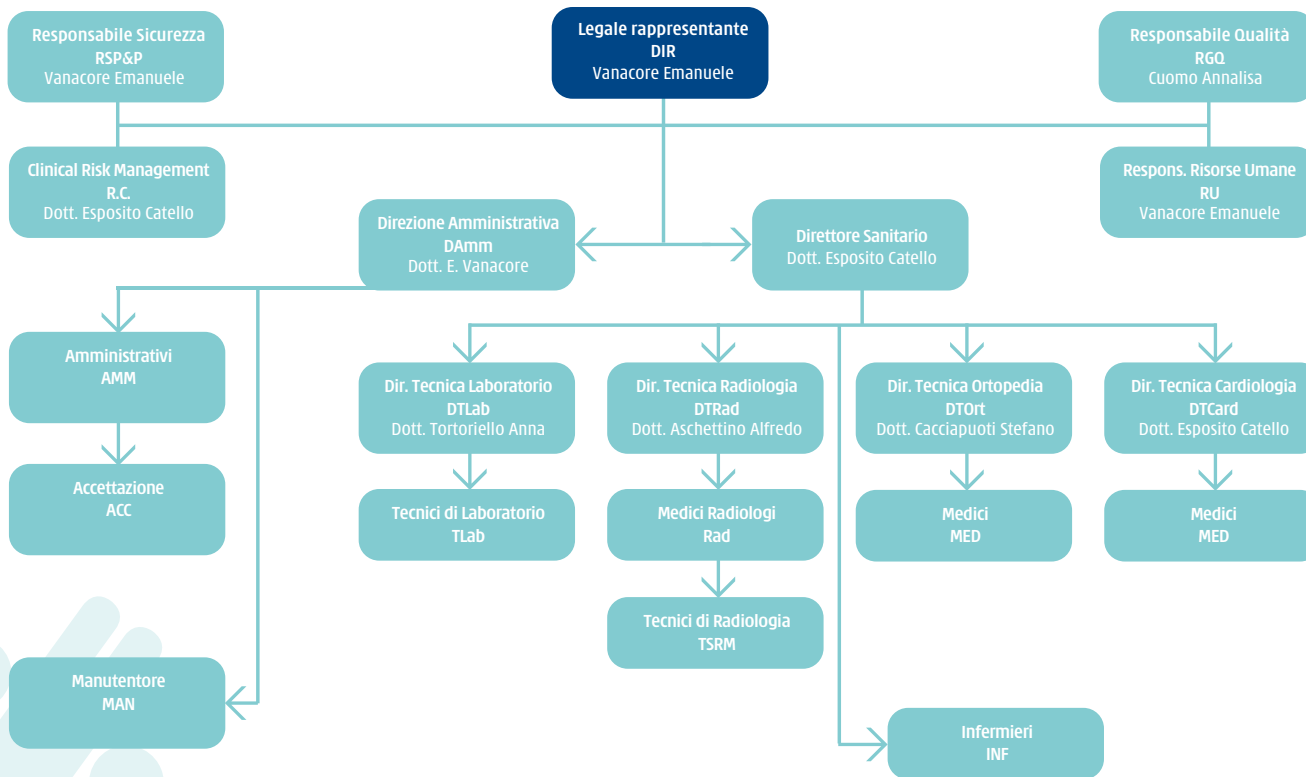 Responsabile Sicurezza
RSP&P
Vanacore Emanuele
Legale rappresentante
DIR
Vanacore Emanuele
Responsabile Qualità
RGQ
Cuomo Annalisa
Clinical Risk Management
R.C.
Dott. Esposito Catello
Respons. Risorse Umane
RU
Vanacore Emanuele
Direzione Amministrativa
DAmm
Dott. E. Vanacore
Direttore Sanitario
Dott. Esposito Catello
Amministrativi
AMM
Dir. Tecnica Laboratorio
DTLab
Dott. Tortoriello Anna
Dir. Tecnica Radiologia
DTRad
Dott. Aschettino Alfredo
Dir. Tecnica Ortopedia
DTOrt
Dott. Cacciapuoti Stefano
Dir. Tecnica Cardiologia
DTCard
Dott. Esposito Catello
Accettazione
ACC
Tecnici di Laboratorio
TLab
Medici Radiologi
Rad
Medici
MED
Medici
MED
Tecnici di Radiologia
TSRM
Manutentore
MAN
Infermieri
INF